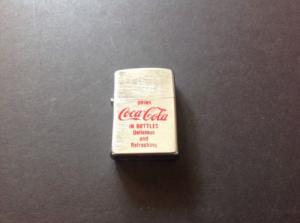 DRINK
Coca-Cola
IN BOTTLES
Delicious
and
Refreshing